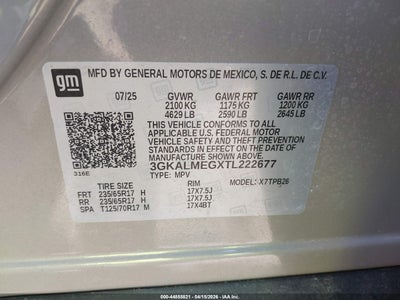 gm MFD BY GENERAL MOTORS DE MEXICO, S. DE R.L. DE C.V.
07/25 GVWR GAWR FRT GAWR RR
2100 KG 1175 KG 1200 KG
4629 LB 2590 LB 2645 LB
THIS VEHICLE CONFORMS TO ALL
APPLICABLE U.S. FEDERAL MOTOR
VEHICLE SAFETY, BUMPER, AND THEFT
PREVENTION STANDARDS IN EFFECT ON THE
DATE OF MANUFACTURE SHOWN ABOVE.
3GKALMEGXTL222677
316E TYPE: MPV
TIRE SIZE RIM MODEL: X7TPB26
FRT 235/65R17 H 17X7.5J
RR 235/65R17 H 17X7.5J
SPA T125/70R17 M 17X4BT
ID: 000-44858821 - 04/15/2026 - © IAA, LLC